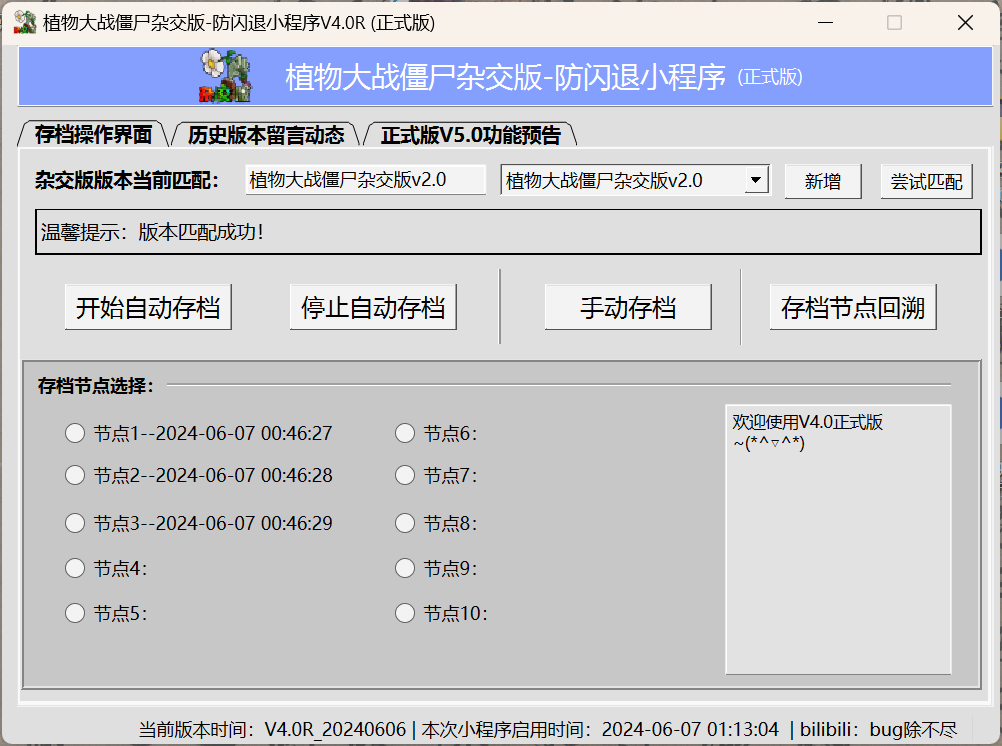 植物大战僵尸杂交版-防闪退小程序V4.0R (正式版)
植物大战僵尸杂交版-防闪退小程序 (正式版)
存档操作界面 历史版本留言动态 正式版V5.0功能预告
杂交版版本当前匹配： 植物大战僵尸杂交版v2.0 植物大战僵尸杂交版v2.0 新增 尝试匹配
温馨提示：版本匹配成功！
开始自动存档 停止自动存档 手动存档 存档节点回溯
存档节点选择：
节点1--2024-06-07 00:46:27 节点6：
节点2--2024-06-07 00:46:28 节点7：
节点3--2024-06-07 00:46:29 节点8：
节点4： 节点9：
节点5： 节点10：
欢迎使用V4.0正式版
~(*^▽^*)
当前版本时间：V4.0R_20240606 | 本次小程序启用时间：2024-06-07 01:13:04 | bilibili：bug除不尽